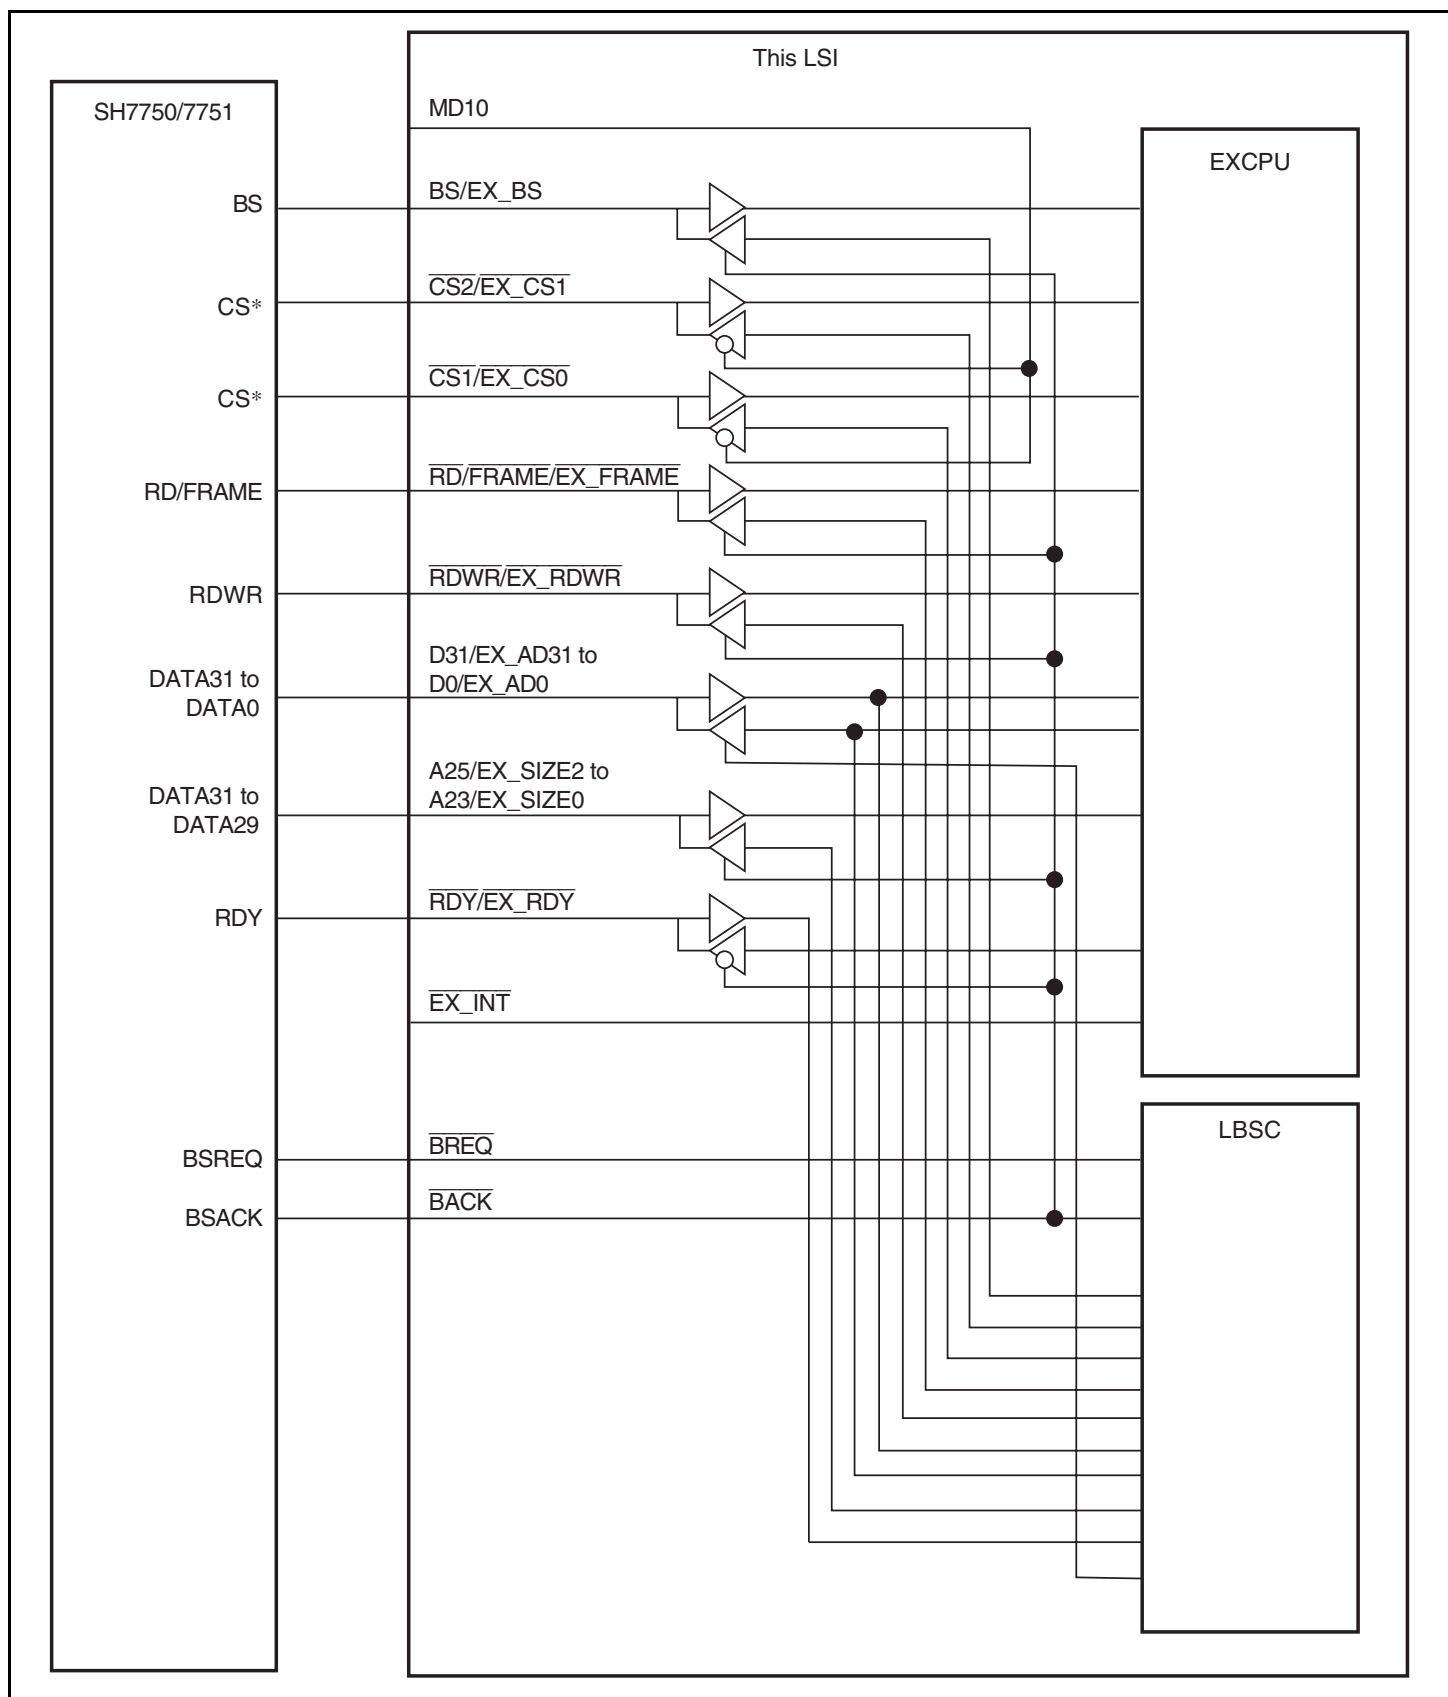 This LSI
SH7750/7751
MD10
EXCPU
BS
BS/EX_BS
CS*
CS2/EX_CS1
CS*
CS1/EX_CS0
RD/FRAME
RD/FRAME/EX_FRAME
RDWR
RDWR/EX_RDWR
DATA31 to
DATA0
D31/EX_AD31 to
D0/EX_AD0
DATA31 to
DATA29
A25/EX_SIZE2 to
A23/EX_SIZE0
RDY
RDY/EX_RDY
EX_INT
LBSC
BSREQ
BREQ
BSACK
BACK